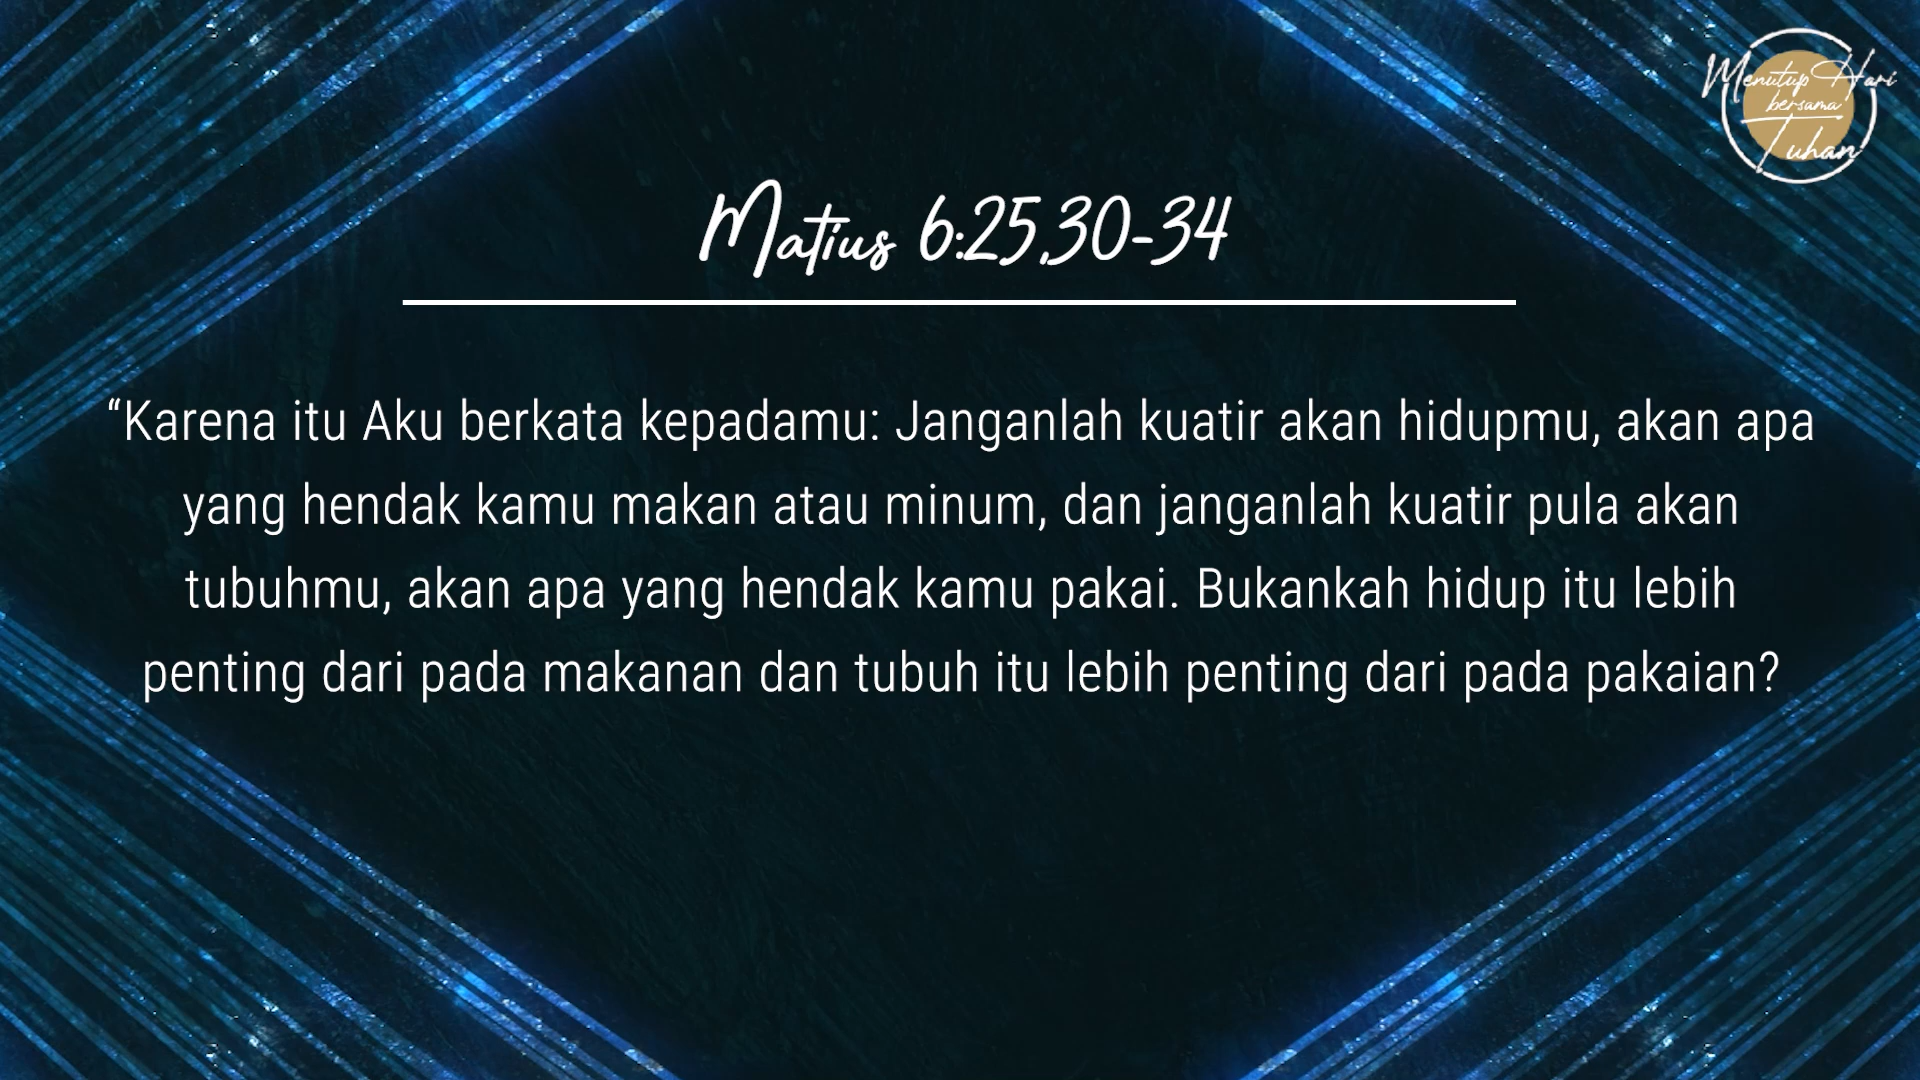 Menutup Hari
bersama
Tuhan
Matius 6:25,30-34
“Karena itu Aku berkata kepadamu: Janganlah kuatir akan hidupmu, akan apa
yang hendak kamu makan atau minum, dan janganlah kuatir pula akan
tubuhmu, akan apa yang hendak kamu pakai. Bukankah hidup itu lebih
penting dari pada makanan dan tubuh itu lebih penting dari pada pakaian?